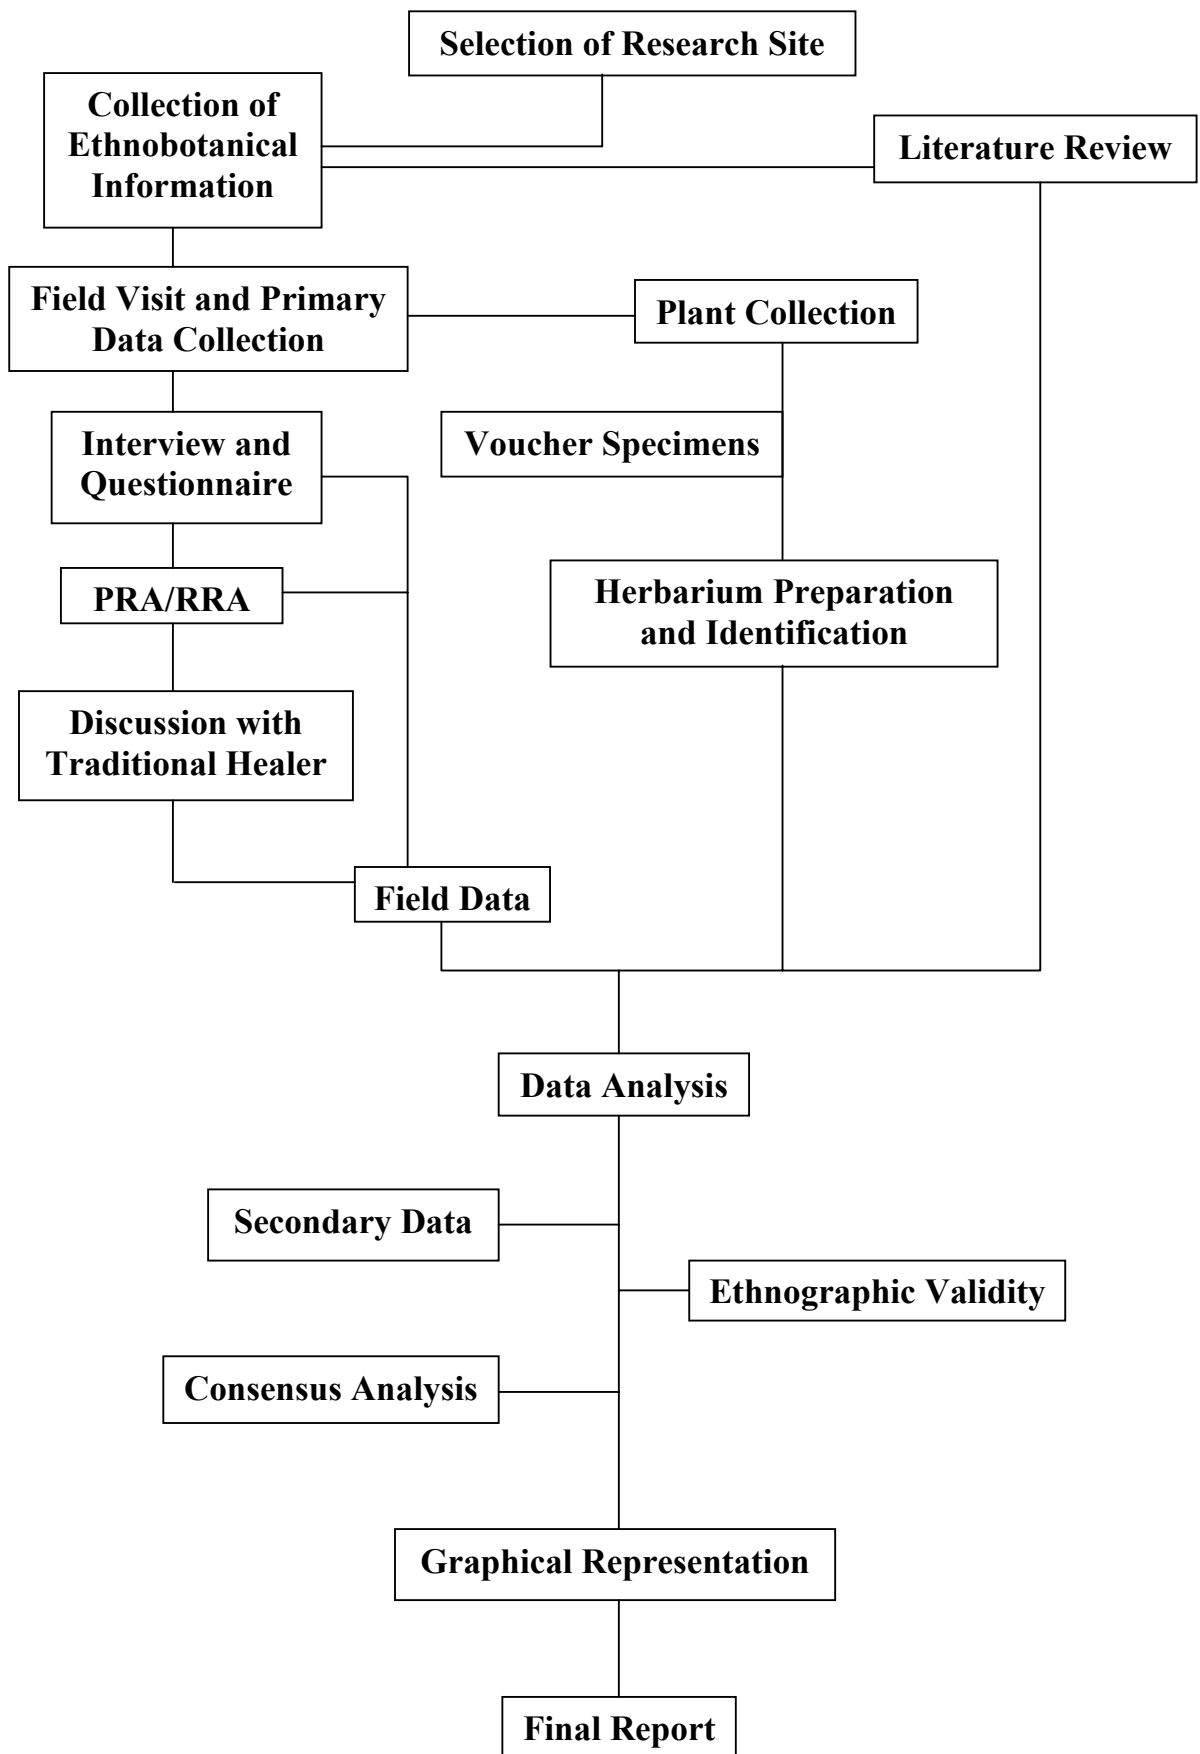 Selection of Research Site
Collection of
Ethnobotanical
Information
Literature Review
Field Visit and Primary
Data Collection
Plant Collection
Interview and
Questionnaire
Voucher Specimens
PRA/RRA
Herbarium Preparation
and Identification
Discussion with
Traditional Healer
Field Data
Data Analysis
Secondary Data
Ethnographic Validity
Consensus Analysis
Graphical Representation
Final Report